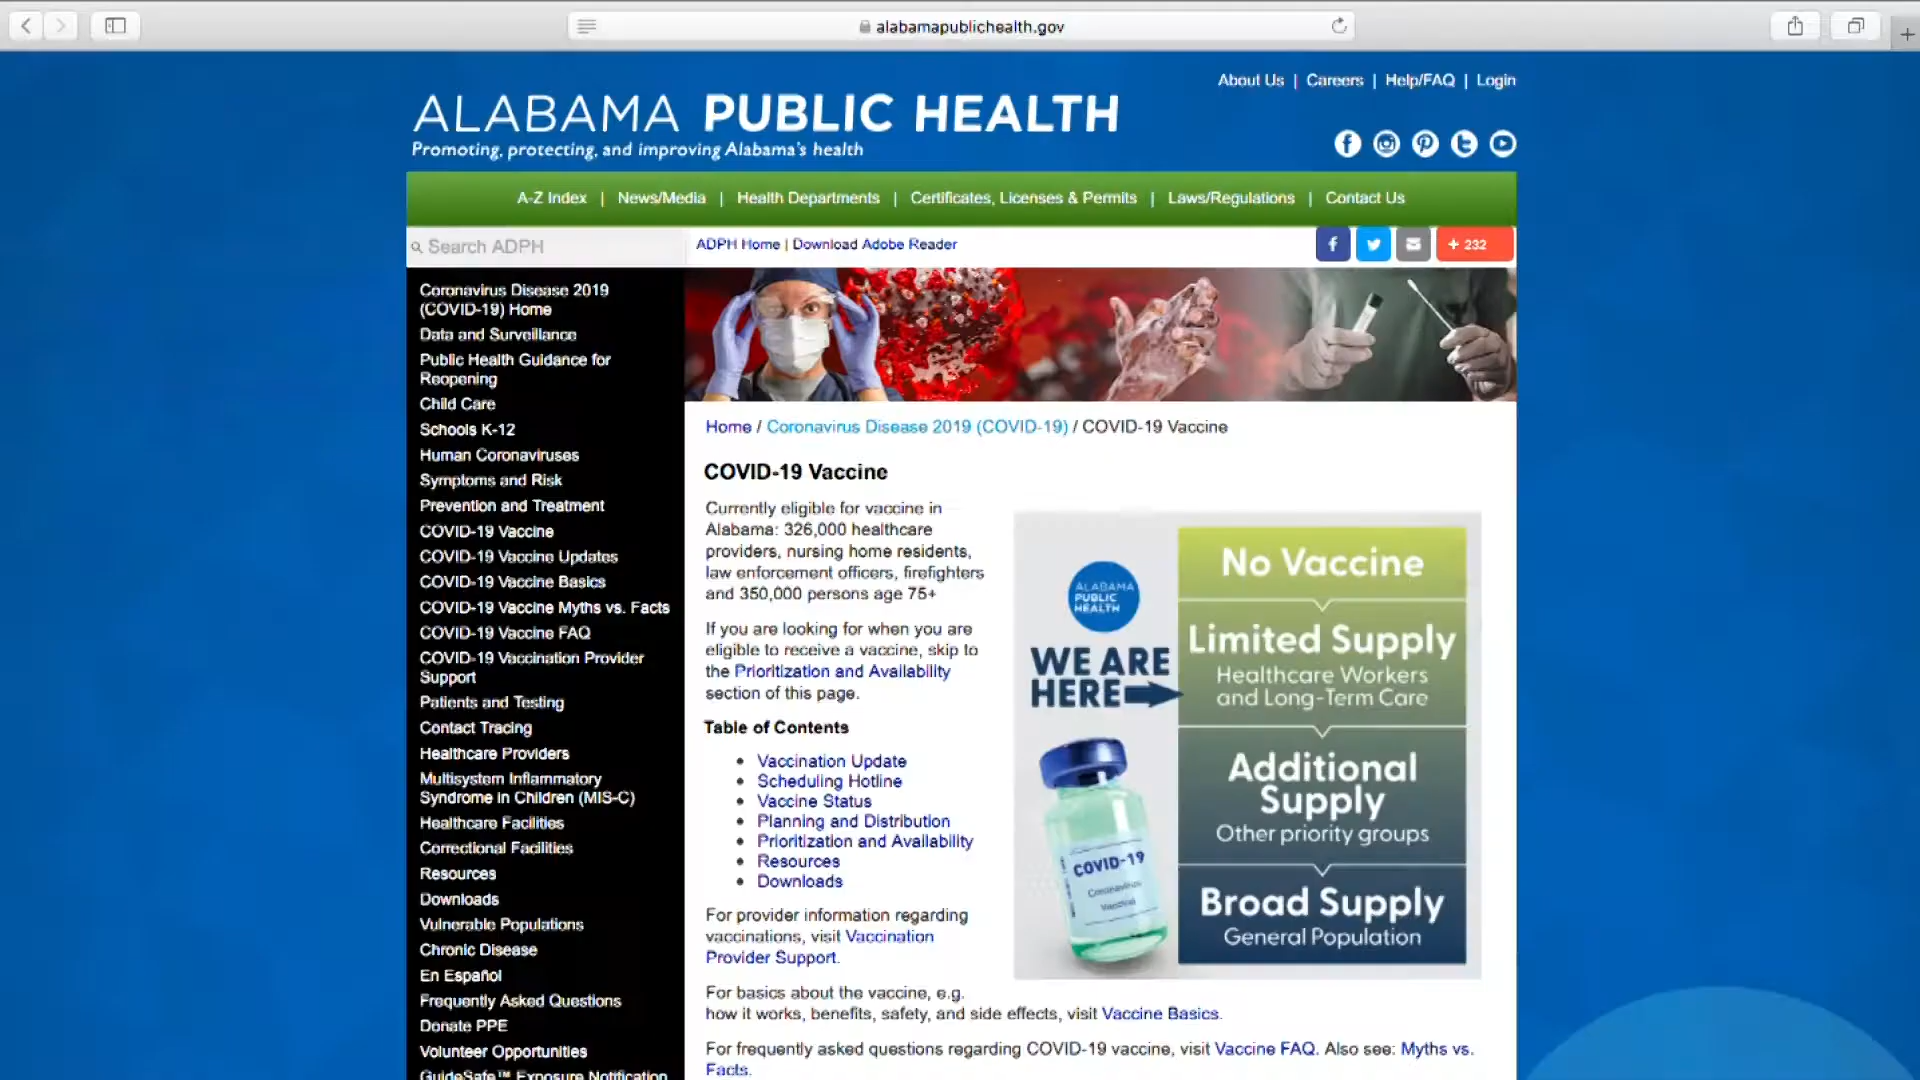 alabamapublichealth.gov
About Us | Careers | Help/FAQ | Login
ALABAMA PUBLIC HEALTH
Promoting, protecting, and improving Alabama's health
A-Z Index | News/Media | Health Departments | Certificates, Licenses & Permits | Laws/Regulations | Contact Us
Search ADPH
ADPH Home | Download Adobe Reader
+ 232
Coronavirus Disease 2019
(COVID-19) Home
Data and Surveillance
Public Health Guidance for
Reopening
Child Care
Schools K-12
Human Coronaviruses
Symptoms and Risk
Prevention and Treatment
COVID-19 Vaccine
COVID-19 Vaccine Updates
COVID-19 Vaccine Basics
COVID-19 Vaccine Myths vs. Facts
COVID-19 Vaccine FAQ
COVID-19 Vaccination Provider
Support
Patients and Testing
Contact Tracing
Healthcare Providers
Multisystem Inflammatory
Syndrome in Children (MIS-C)
Healthcare Facilities
Correctional Facilities
Resources
Downloads
Vulnerable Populations
Chronic Disease
En Español
Frequently Asked Questions
Donate PPE
Volunteer Opportunities
GuideSafe™ Exposure Notification
Home / Coronavirus Disease 2019 (COVID-19) / COVID-19 Vaccine
COVID-19 Vaccine
Currently eligible for vaccine in
Alabama: 326,000 healthcare
providers, nursing home residents,
law enforcement officers, firefighters
and 350,000 persons age 75+
If you are looking for when you are
eligible to receive a vaccine, skip to
the Prioritization and Availability
section of this page.
Table of Contents
Vaccination Update
Scheduling Hotline
Vaccine Status
Planning and Distribution
Prioritization and Availability
Resources
Downloads
For provider information regarding
vaccinations, visit Vaccination
Provider Support.
For basics about the vaccine, e.g.
how it works, benefits, safety, and side effects, visit Vaccine Basics.
For frequently asked questions regarding COVID-19 vaccine, visit Vaccine FAQ. Also see: Myths vs.
Facts.
ALABAMA
PUBLIC
HEALTH
WE ARE
HERE
COVID-19
Coronavirus
Vaccine
No Vaccine
Limited Supply
Healthcare Workers
and Long-Term Care
Additional
Supply
Other priority groups
Broad Supply
General Population